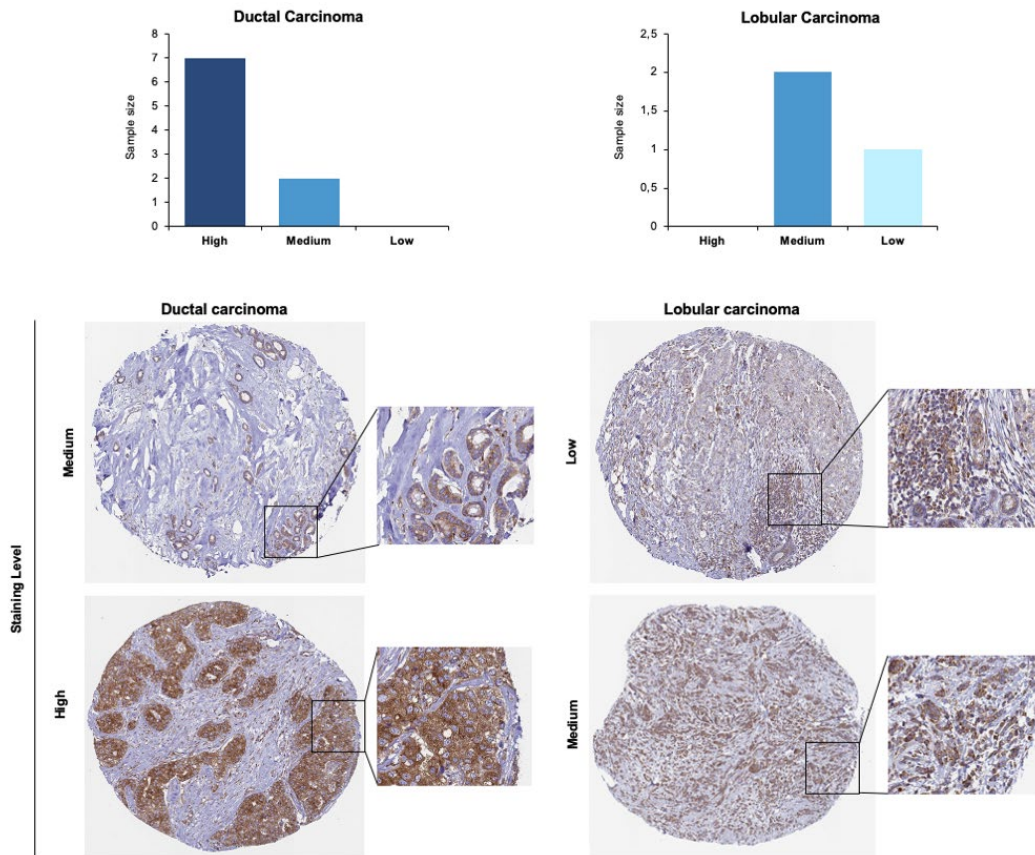 Ductal Carcinoma
Sample size
8
7
6
5
4
3
2
1
0
High Medium Low
Lobular Carcinoma
Sample size
2,5
2
1,5
1
0,5
0
High Medium Low
Ductal carcinoma
Lobular carcinoma
Staining Level
Medium
Low
High
Medium